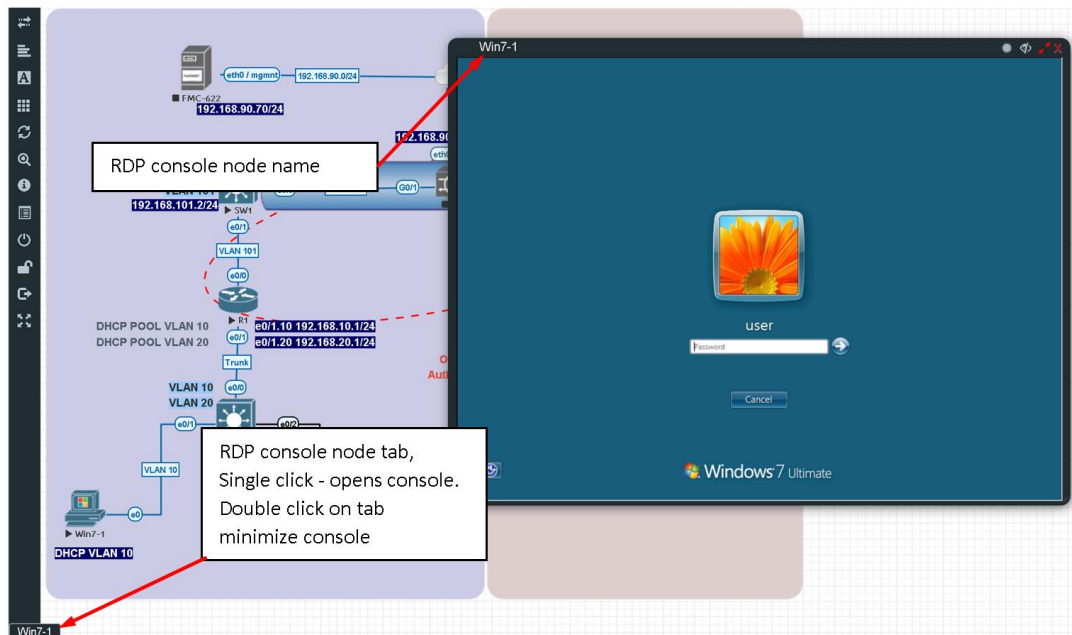 Win7-1
eth0 / mgmnt
192.168.90.0/24
FMC-622
192.168.90.70/24
RDP console node name
192.168.101.2/24
SW1
G0/1
e0/1
VLAN 101
e0/0
R1
DHCP POOL VLAN 10
e0/1.10 192.168.10.1/24
DHCP POOL VLAN 20
e0/1
e0/1.20 192.168.20.1/24
Trunk
VLAN 10
e0/0
VLAN 20
e0/1
e0/2
VLAN 10
e0
Win7-1
DHCP VLAN 10
RDP console node tab,
Single click - opens console.
Double click on tab
minimize console
user
Password
Cancel
Windows 7 Ultimate
Win7-1